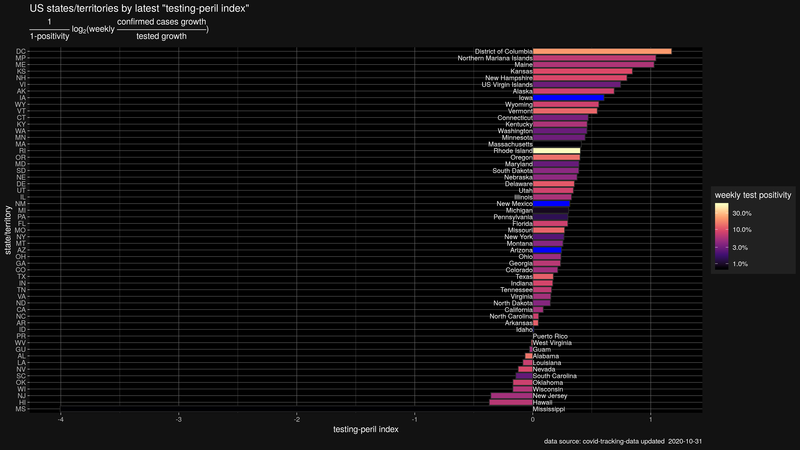 US states/territories by latest "testing-peril index"
1
1-positivity
log2(weekly
confirmed cases growth
tested growth
)
DC District of Columbia
MP Northern Mariana Islands
ME Maine
KS Kansas
NH New Hampshire
VI US Virgin Islands
AK Alaska
IA Iowa
WY Wyoming
VT Vermont
CT Connecticut
KY Kentucky
WA Washington
MN Minnesota
MA Massachusetts
RI Rhode Island
OR Oregon
MD Maryland
SD South Dakota
NE Nebraska
DE Delaware
UT Utah
IL Illinois
NM New Mexico
MI Michigan
PA Pennsylvania
FL Florida
MO Missouri
NY New York
MT Montana
AZ Arizona
OH Ohio
GA Georgia
CO Colorado
TX Texas
IN Indiana
TN Tennessee
VA Virginia
ND North Dakota
CA California
NC North Carolina
AR Arkansas
ID Idaho
PR Puerto Rico
WV West Virginia
GU Guam
AL Alabama
LA Louisiana
NV Nevada
SC South Carolina
OK Oklahoma
WI Wisconsin
NJ New Jersey
HI Hawaii
MS Mississippi
state/territory
-4 -3 -2 -1 0 1
testing-peril index
weekly test positivity
30.0%
10.0%
3.0%
1.0%
data source: covid-tracking-data updated 2020-10-31